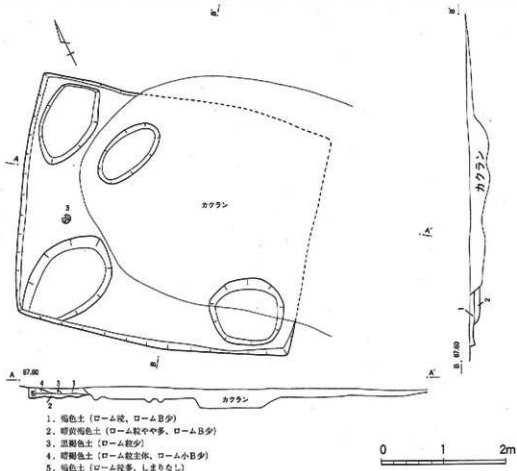 B'
B'
A
カクラン
3
A'
カクラン
1
2
B
B 87.60
A 87.60
4 3 1
A'
2
カクラン
1. 褐色土(ローム粒、ロームB少)
2. 暗黄褐色土(ローム粒やや多、ロームB少)
3. 黒褐色土(ローム粒少)
4. 暗褐色土(ローム粒主体、ローム小B少)
5. 褐色土(ローム粒多、しまりなし)
0 1 2m